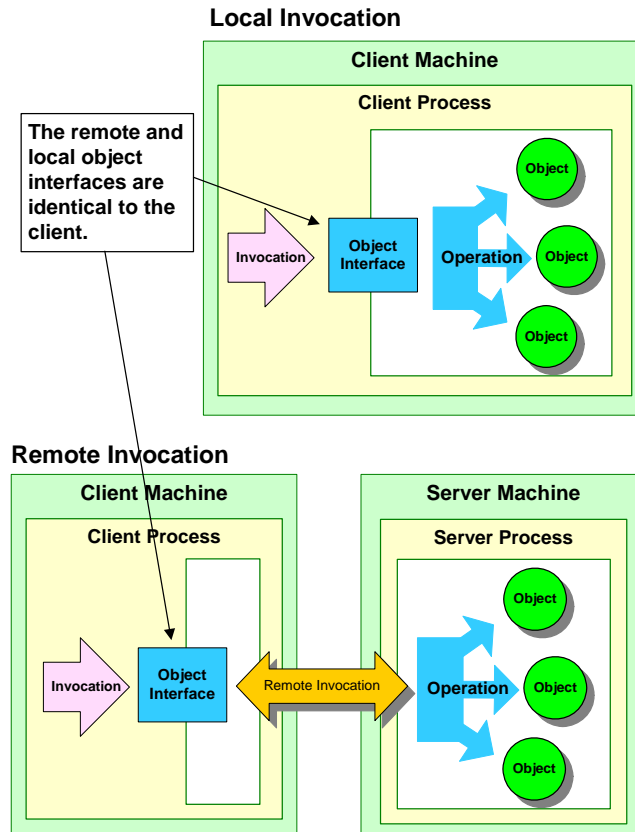 Local Invocation
Client Machine
Client Process
The remote and
local object
interfaces are
identical to the
client.
Invocation
Object
Interface
Operation
Object
Object
Object
Remote Invocation
Client Machine
Client Process
Invocation
Object
Interface
Remote Invocation
Server Machine
Server Process
Operation
Object
Object
Object